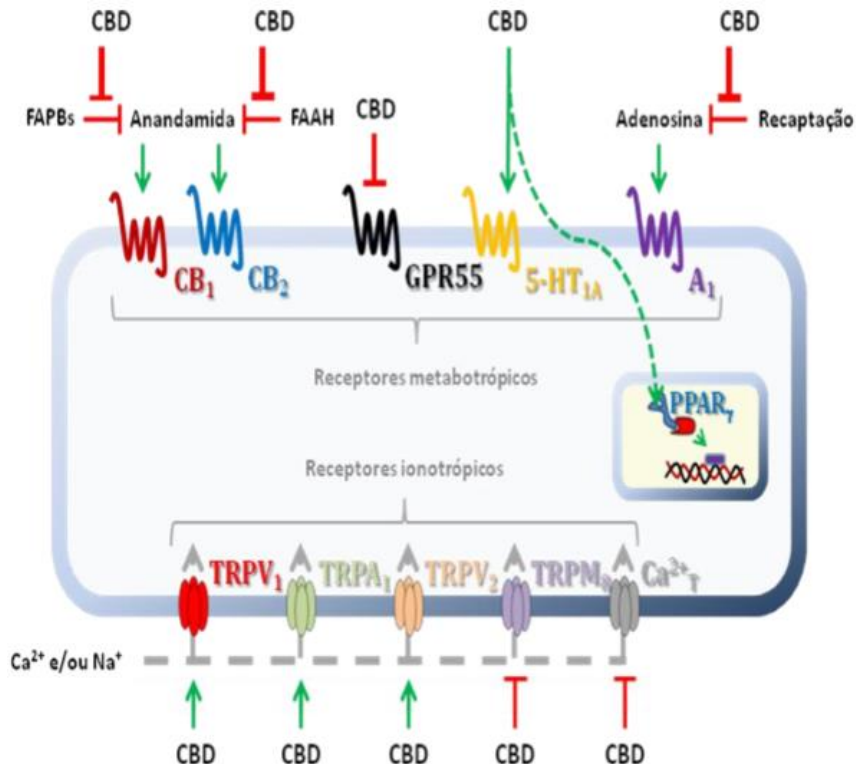 CBD CBD CBD CBD
CBD
FAPBs Anandamida FAAH Adenosina Recaptação
CB₁ CB₂ GPR55 5-HT₁A A₁
Receptores metabotrópicos
PPARγ
Receptores ionotrópicos
TRPV₁ TRPA₁ TRPV₂ TRPM₈ Ca²⁺T
Ca²⁺ e/ou Na⁺
CBD CBD CBD CBD CBD